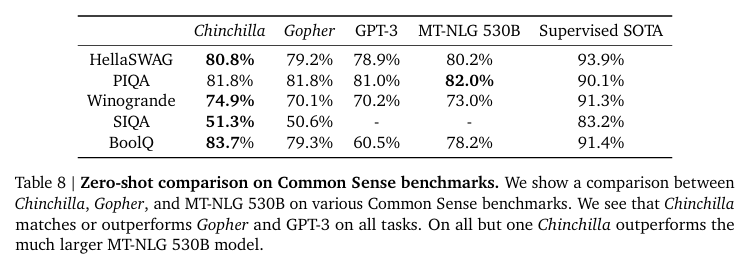 Chinchilla Gopher GPT-3 MT-NLG 530B Supervised SOTA
HellaSWAG 80.8% 79.2% 78.9% 80.2% 93.9%
PIQA 81.8% 81.8% 81.0% 82.0% 90.1%
Winogrande 74.9% 70.1% 70.2% 73.0% 91.3%
SIQA 51.3% 50.6% - - 83.2%
BoolQ 83.7% 79.3% 60.5% 78.2% 91.4%
Table 8 | Zero-shot comparison on Common Sense benchmarks. We show a comparison between
Chinchilla, Gopher, and MT-NLG 530B on various Common Sense benchmarks. We see that Chinchilla
matches or outperforms Gopher and GPT-3 on all tasks. On all but one Chinchilla outperforms the
much larger MT-NLG 530B model.